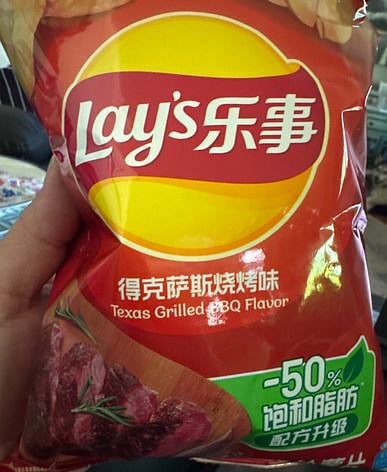 Lay's乐事
得克萨斯烧烤味
Texas Grilled BBQ Flavor
-50%
饱和脂肪
配方升级